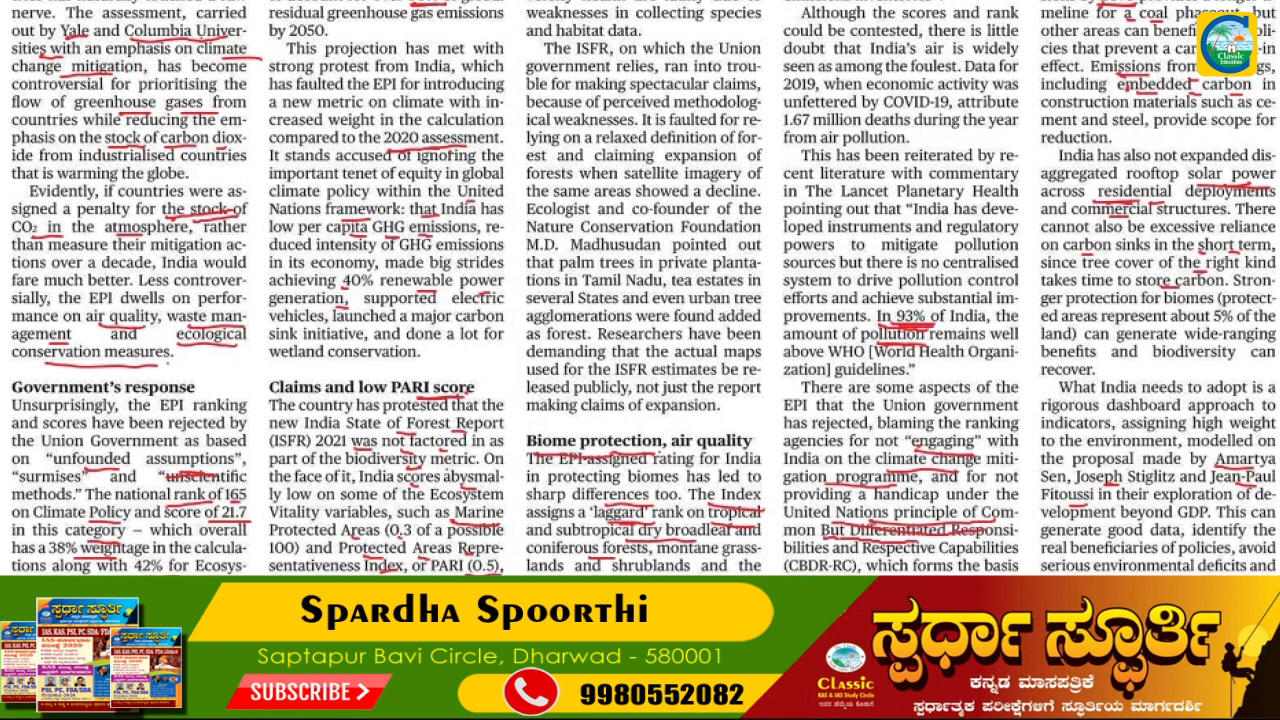 nerve. The assessment, carried
out by Yale and Columbia Univer-
sities with an emphasis on climate
change mitigation, has become
controversial for prioritising the
flow of greenhouse gases from
countries while reducing the em-
phasis on the stock of carbon diox-
ide from industrialised countries
that is warming the globe.
Evidently, if countries were as-
signed a penalty for the stock of
CO₂ in the atmosphere, rather
than measure their mitigation ac-
tions over a decade, India would
fare much better. Less controver-
sially, the EPI dwells on perfor-
mance on air quality, waste man-
agement and ecological
conservation measures.
Government's response
Unsurprisingly, the EPI ranking
and scores have been rejected by
the Union Government as based
on "unfounded assumptions",
"surmises" and "unscientific
methods." The national rank of 165
on Climate Policy and score of 21.7
in this category – which overall
has a 38% weightage in the calcula-
tions along with 42% for Ecosys-
residual greenhouse gas emissions
by 2050.
This projection has met with
strong protest from India, which
has faulted the EPI for introducing
a new metric on climate with in-
creased weight in the calculation
compared to the 2020 assessment.
It stands accused of ignoring the
important tenet of equity in global
climate policy within the United
Nations framework: that India has
low per capita GHG emissions, re-
duced intensity of GHG emissions
in its economy, made big strides
achieving 40% renewable power
generation, supported electric
vehicles, launched a major carbon
sink initiative, and done a lot for
wetland conservation.
Claims and low PARI score
The country has protested that the
new India State of Forest Report
(ISFR) 2021 was not factored in as
part of the biodiversity metric. On
the face of it, India scores abysmal-
ly low on some of the Ecosystem
Vitality variables, such as Marine
Protected Areas (0.3 of a possible
100) and Protected Areas Repre-
sentativeness Index, or PARI (0.5),
weaknesses in collecting species
and habitat data.
The ISFR, on which the Union
government relies, ran into trou-
ble for making spectacular claims,
because of perceived methodolog-
ical weaknesses. It is faulted for re-
lying on a relaxed definition of for-
est and claiming expansion of
forests when satellite imagery of
the same areas showed a decline.
Ecologist and co-founder of the
Nature Conservation Foundation
M.D. Madhusudan pointed out
that palm trees in private planta-
tions in Tamil Nadu, tea estates in
several States and even urban tree
agglomerations were found added
as forest. Researchers have been
demanding that the actual maps
used for the ISFR estimates be re-
leased publicly, not just the report
making claims of expansion.
Biome protection, air quality
The EPI-assigned rating for India
in protecting biomes has led to
sharp differences too. The Index
assigns a 'laggard' rank on tropical
and subtropical dry broadleaf and
coniferous forests, montane grass-
lands and shrublands and the
Although the scores and rank
could be contested, there is little
doubt that India's air is widely
seen as among the foulest. Data for
2019, when economic activity was
unfettered by COVID-19, attribute
1.67 million deaths during the year
from air pollution.
This has been reiterated by re-
cent literature with commentary
in The Lancet Planetary Health
pointing out that "India has deve-
loped instruments and regulatory
powers to mitigate pollution
sources but there is no centralised
system to drive pollution control
efforts and achieve substantial im-
provements. In 93% of India, the
amount of pollution remains well
above WHO [World Health Organi-
zation] guidelines."
There are some aspects of the
EPI that the Union government
has rejected, blaming the ranking
agencies for not "engaging" with
India on the climate change miti-
gation programme, and for not
providing a handicap under the
United Nations principle of Com-
mon But Differentiated Responsi-
bilities and Respective Capabilities
(CBDR-RC), which forms the basis
meline for a coal but
other areas can
cies that prevent a
effect. Emissions from
including embedded carbon in
construction materials such as ce-
ment and steel, provide scope for
reduction.
India has also not expanded dis-
aggregated rooftop solar power
across residential deployments
and commercial structures. There
cannot also be excessive reliance
on carbon sinks in the short term,
since tree cover of the right kind
takes time to store carbon. Stron-
ger protection for biomes (protect-
ed areas represent about 5% of the
land) can generate wide-ranging
benefits and biodiversity can
recover.
What India needs to adopt is a
rigorous dashboard approach to
indicators, assigning high weight
to the environment, modelled on
the proposal made by Amartya
Sen, Joseph Stiglitz and Jean-Paul
Fitoussi in their exploration of de-
velopment beyond GDP. This can
generate good data, identify the
real beneficiaries of policies, avoid
serious environmental deficits and
Classic
Education
Spardha Spoorthi
Saptapur Bavi Circle, Dharwad - 580001
SUBSCRIBE >
9980552082
ಸ್ಪರ್ಧಾ ಸ್ಫೂರ್ತಿ
Classic
KAS & IAS Study Circle
ಕನ್ನಡ ಮಾಸಪತ್ರಿಕೆ
ಸ್ಪರ್ಧಾತ್ಮಕ ಪರೀಕ್ಷೆಗಳಿಗೆ ಸ್ಫೂರ್ತಿಯ ಮಾರ್ಗದರ್ಶಿ